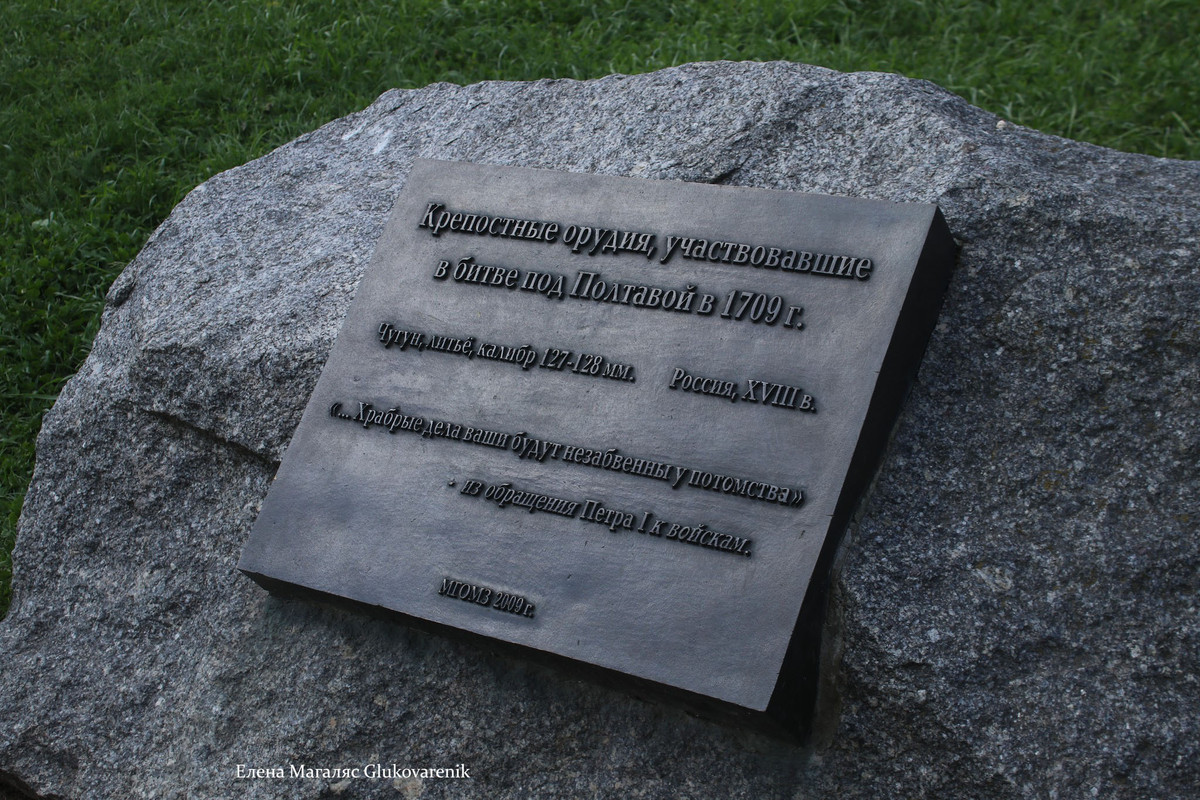 Крепостные орудия, участвовавшие
в битве под Полтавой в 1709 г.
Чугун, литьё, калибр 127-128 мм. Россия, XVIII в.
«... Храбрые дела ваши будут незабвенны у потомства»
- из обращения Петра I к войскам.
МГОМЗ 2009 г.
Елена Магаляс Glukovarenik